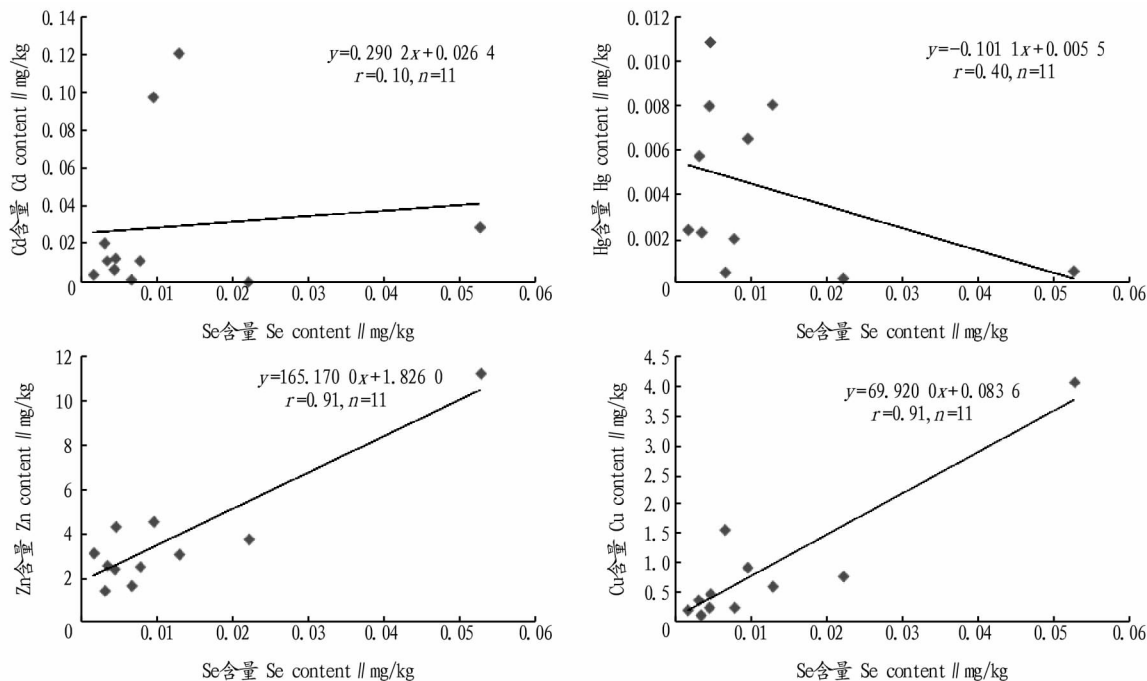 Cd含量 Cd content // mg/kg
0.14
0.12
0.10
0.08
0.06
0.04
0.02
0
y=0.290 2x+0.026 4
r=0.10, n=11
0.01 0.02 0.03 0.04 0.05 0.06
Se含量 Se content // mg/kg
Hg含量 Hg content // mg/kg
0.012
0.010
0.008
0.006
0.004
0.002
0
y=-0.101 1x+0.005 5
r=0.40, n=11
0.01 0.02 0.03 0.04 0.05 0.06
Se含量 Se content // mg/kg
Zn含量 Zn content // mg/kg
12
10
8
6
4
2
0
y=165.170 0x+1.826 0
r=0.91, n=11
0.01 0.02 0.03 0.04 0.05 0.06
Se含量 Se content // mg/kg
Cu含量 Cu content // mg/kg
4.5
4.0
3.5
3.0
2.5
2.0
1.5
1.0
0.5
0
y=69.920 0x+0.083 6
r=0.91, n=11
0.01 0.02 0.03 0.04 0.05 0.06
Se含量 Se content // mg/kg